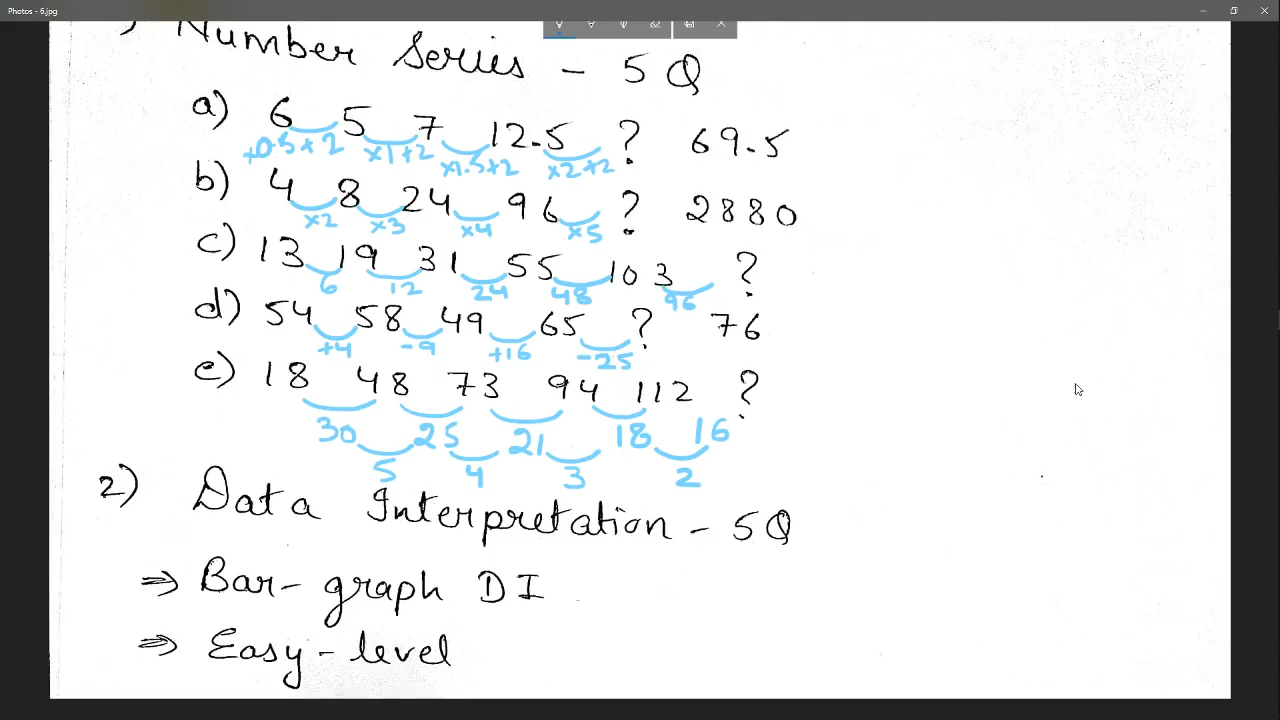 Photos - 6.jpg
Number Series - 5 Q
a) 6 5 7 12.5 ? 69.5
×0.5+2 ×1+2 ×1.5+2 ×2+2
b) 4 8 24 96 ? 2880
×2 ×3 ×4 ×5
c) 13 19 31 55 103 ?
6 12 24 48 96
d) 54 58 49 65 ? 76
+4 -9 +16 -25
e) 18 48 73 94 112 ?
30 25 21 18 16
5 4 3 2
2) Data Interpretation - 5Q
⇒ Bar-graph DI
⇒ Easy-level